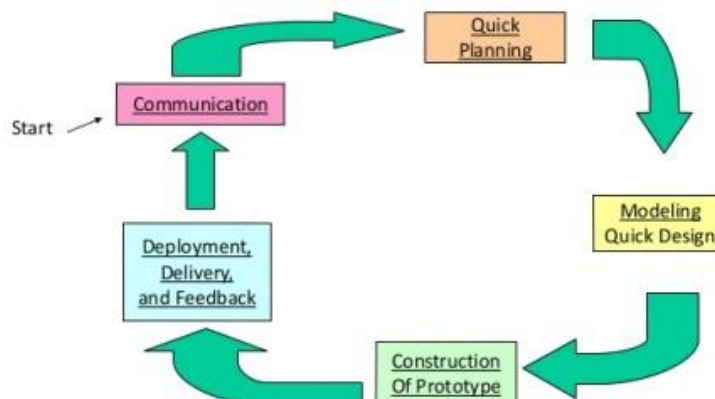 Quick
Planning
Communication
Start
Modeling
Quick Design
Deployment,
Delivery,
and Feedback
Construction
Of Prototype